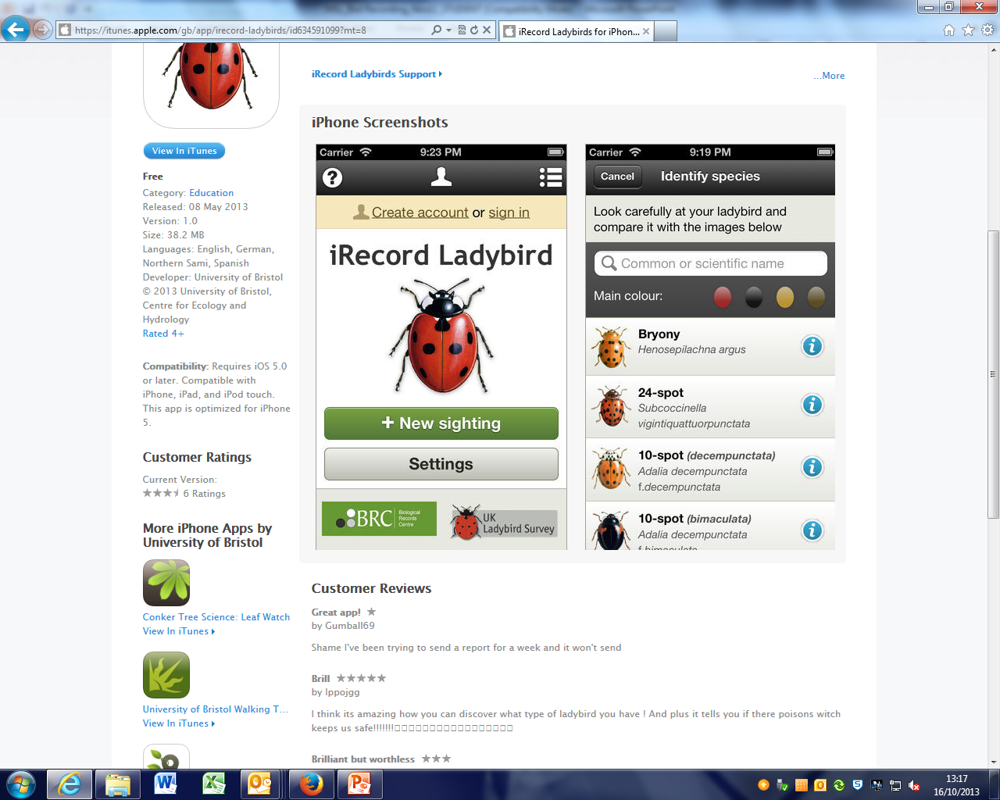 https://itunes.apple.com/gb/app/irecord-ladybirds/id634591099?mt=8
iRecord Ladybirds for iPhon...
iRecord Ladybirds Support
...More
View In iTunes
Free
Category: Education
Released: 08 May 2013
Version: 1.0
Size: 38.2 MB
Languages: English, German,
Northern Sami, Spanish
Developer: University of Bristol
© 2013 University of Bristol,
Centre for Ecology and
Hydrology
Rated 4+
Compatibility: Requires iOS 5.0
or later. Compatible with
iPhone, iPad, and iPod touch.
This app is optimized for iPhone
5.
Customer Ratings
Current Version:
6 Ratings
More iPhone Apps by
University of Bristol
Conker Tree Science: Leaf Watch
View In iTunes
University of Bristol Walking T...
View In iTunes
iPhone Screenshots
Carrier 9:23 PM
?
Create account or sign in
iRecord Ladybird
+ New sighting
Settings
BRC Biological
Records
Centre
UK
Ladybird Survey
Carrier 9:19 PM
Cancel Identify species
Look carefully at your ladybird and
compare it with the images below
Common or scientific name
Main colour:
Bryony
Henosepilachna argus
24-spot
Subcoccinella
vigintiquattuorpunctata
10-spot (decempunctata)
Adalia decempunctata
f.decempunctata
10-spot (bimaculata)
Adalia decempunctata
f.bimaculata
Customer Reviews
Great app! ★
by Gumball69
Shame I've been trying to send a report for a week and it won't send
Brill ★★★★★
by Ippojgg
I think its amazing how you can discover what type of ladybird you have ! And plus it tells you if there poisons witch
keeps us safe!!!!!!!
Brilliant but worthless ★★★
13:17
16/10/2013